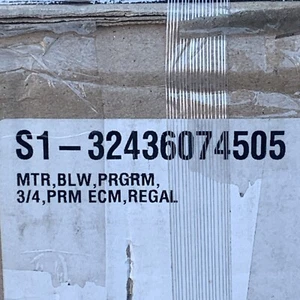 S1-32436074505
MTR,BLW,PRGRM,
3/4,PRM ECM,REGAL